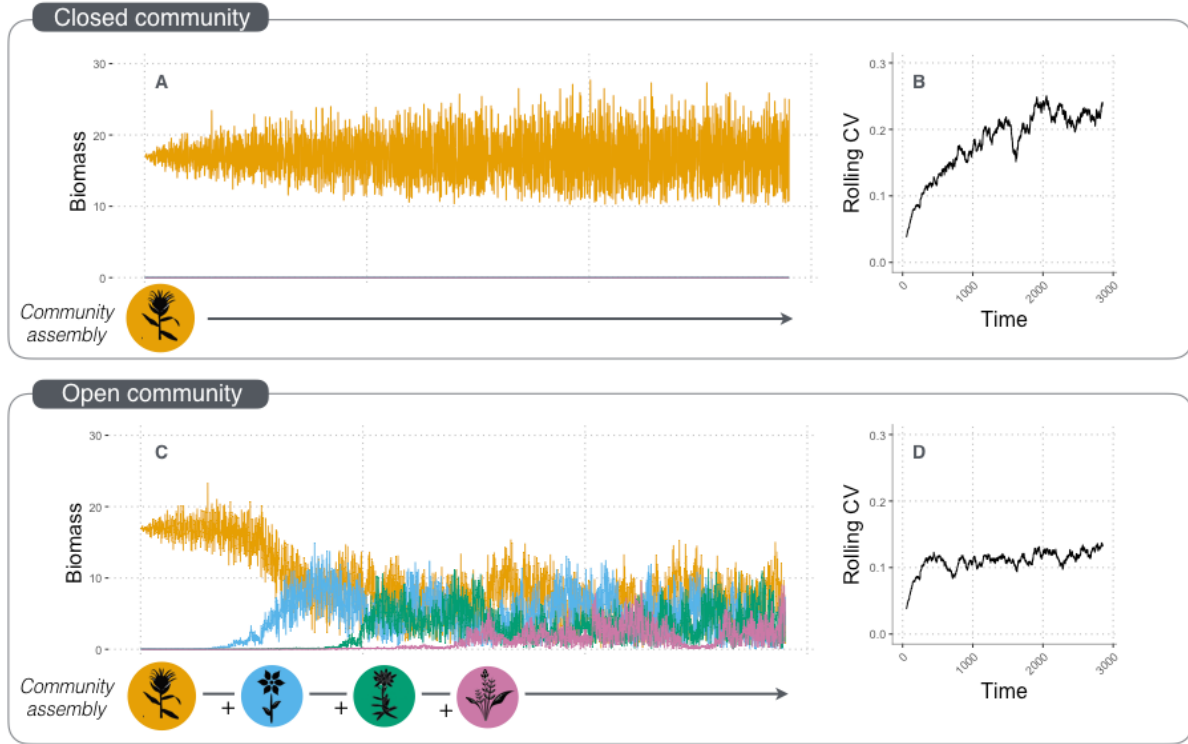 Closed community
A
30
20
10
0
Biomass
Community
assembly
B
0.3
0.2
0.1
0.0
Rolling CV
0
1000
2000
3000
Time
Open community
C
30
20
10
0
Biomass
Community
assembly
+
+
+
D
0.3
0.2
0.1
0.0
Rolling CV
0
1000
2000
3000
Time